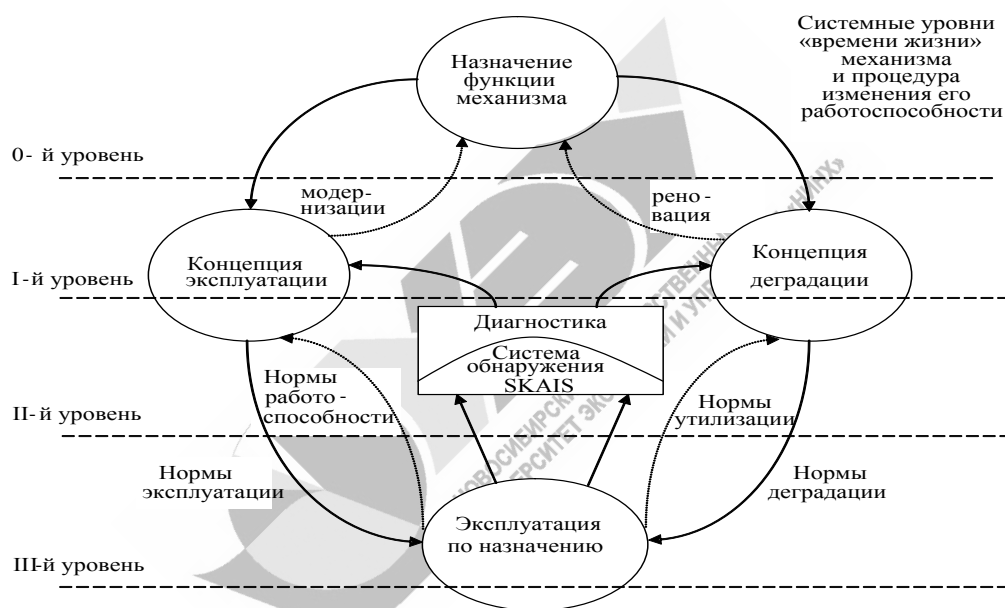 Системные уровни
«времени жизни»
механизма
и процедура
изменения его
работоспособности
Назначение
функции
механизма
0- й уровень
модер-
низации
рено-
вация
I-й уровень
Концепция
эксплуатации
Концепция
деградации
Диагностика
Система
обнаружения
SKAIS
Нормы
работо-
способности
Нормы
утилизации
II-й уровень
Нормы
эксплуатации
Нормы
деградации
Эксплуатация
по назначению
III-й уровень
НОВОСИБИРСК
«НИНХ»